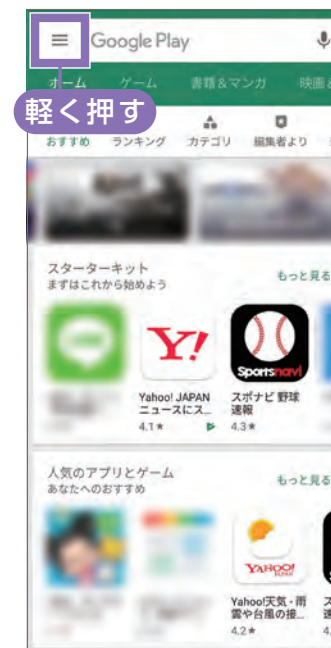 Google Play
ホーム ゲーム 書籍＆マンガ 映画
軽く押す
おすすめ ランキング カテゴリ 編集者より
スターターキット
まずはこれから始めよう
もっと見る
Y!
Sportsnavi
Yahoo! JAPAN
ニュースにス...
4.1★
スポナビ 野球
速報
4.3★
人気のアプリとゲーム
あなたへのおすすめ
もっと見る
YAHOO!
JAPAN
Yahoo!天気・雨
雲や台風の接...
4.2★